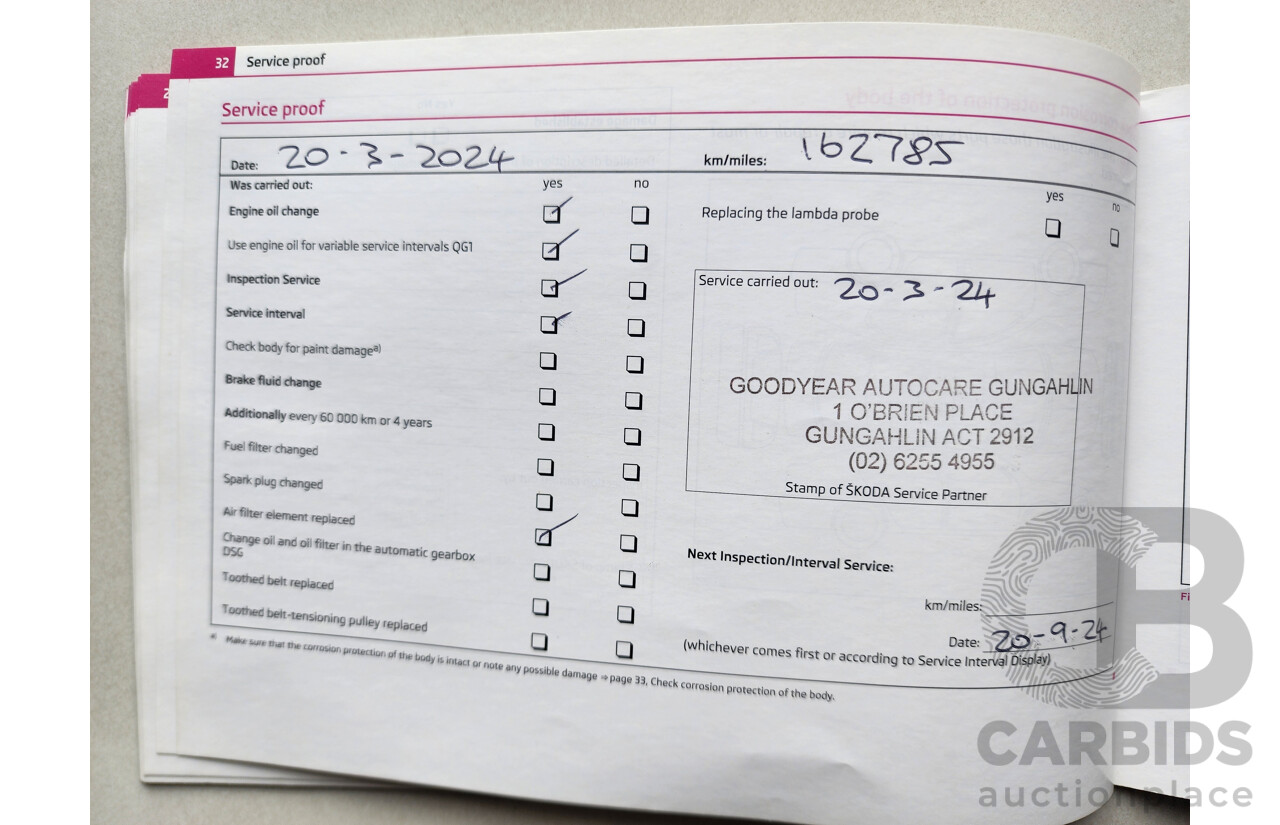 32 Service proof
Service proof
Date: 20-3-2024
km/miles: 162785
Was carried out: yes no
Engine oil change
Use engine oil for variable service intervals QG1
Inspection Service
Service interval
Check body for paint damagea)
Brake fluid change
Additionally every 60 000 km or 4 years
Fuel filter changed
Spark plug changed
Air filter element replaced
Change oil and oil filter in the automatic gearbox
DSG
Toothed belt replaced
Toothed belt-tensioning pulley replaced
yes no
Replacing the lambda probe
Service carried out: 20-3-24
GOODYEAR AUTOCARE GUNGAHLIN
1 O'BRIEN PLACE
GUNGAHLIN ACT 2912
(02) 6255 4955
Stamp of ŠKODA Service Partner
Next Inspection/Interval Service:
km/miles:
Date: 20-9-24
(whichever comes first or according to Service Interval Display)
a) Make sure that the corrosion protection of the body is intact or note any possible damage ⇒ page 33, Check corrosion protection of the body.
CARBIDS
auctionplace